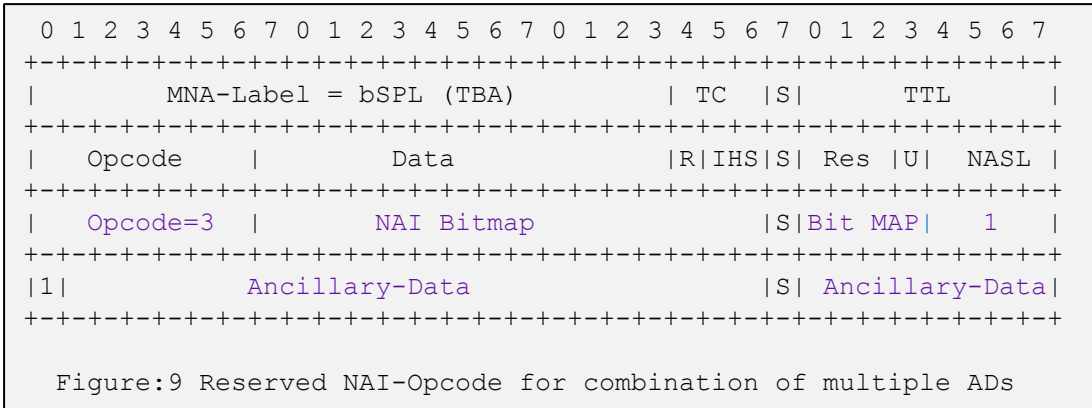 0 1 2 3 4 5 6 7 0 1 2 3 4 5 6 7 0 1 2 3 4 5 6 7 0 1 2 3 4 5 6 7
+-+-+-+-+-+-+-+-+-+-+-+-+-+-+-+-+-+-+-+-+-+-+-+-+-+-+-+-+-+-+-+-+
|        MNA-Label = bSPL (TBA)         | TC  |S|      TTL      |
+-+-+-+-+-+-+-+-+-+-+-+-+-+-+-+-+-+-+-+-+-+-+-+-+-+-+-+-+-+-+-+-+
|   Opcode    |        Data             |R|IHS|S| Res |U|  NASL |
+-+-+-+-+-+-+-+-+-+-+-+-+-+-+-+-+-+-+-+-+-+-+-+-+-+-+-+-+-+-+-+-+
|   Opcode=3  |       NAI Bitmap              |S|Bit MAP|   1   |
+-+-+-+-+-+-+-+-+-+-+-+-+-+-+-+-+-+-+-+-+-+-+-+-+-+-+-+-+-+-+-+-+
|1|           Ancillary-Data                  |S| Ancillary-Data|
+-+-+-+-+-+-+-+-+-+-+-+-+-+-+-+-+-+-+-+-+-+-+-+-+-+-+-+-+-+-+-+-+
Figure:9 Reserved NAI-Opcode for combination of multiple ADs